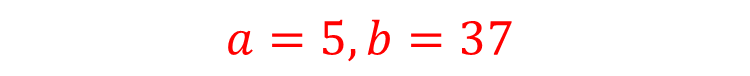 a = 5, b = 37